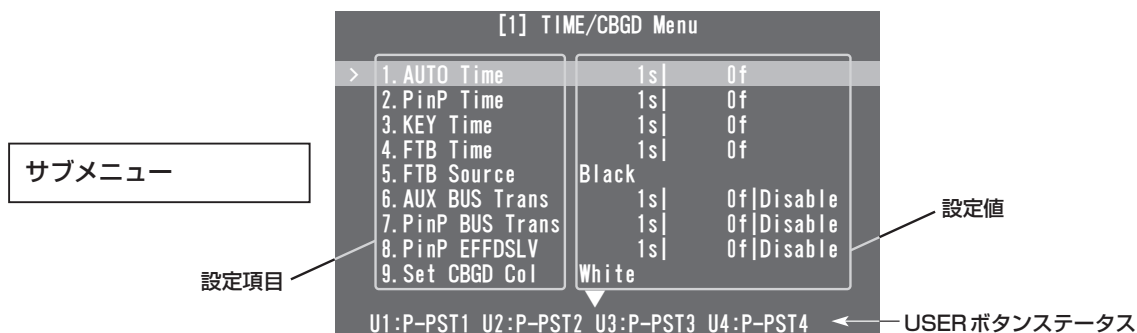 [1] TIME/CBGD Menu
> 1.AUTO Time 1s| 0f
2.PinP Time 1s| 0f
3.KEY Time 1s| 0f
4.FTB Time 1s| 0f
5.FTB Source Black
6.AUX BUS Trans 1s| 0f|Disable
7.PinP BUS Trans 1s| 0f|Disable
8.PinP EFFDSLV 1s| 0f|Disable
9.Set CBGD Col White
U1:P-PST1 U2:P-PST2 U3:P-PST3 U4:P-PST4
サブメニュー
設定項目
設定値
USERボタンステータス